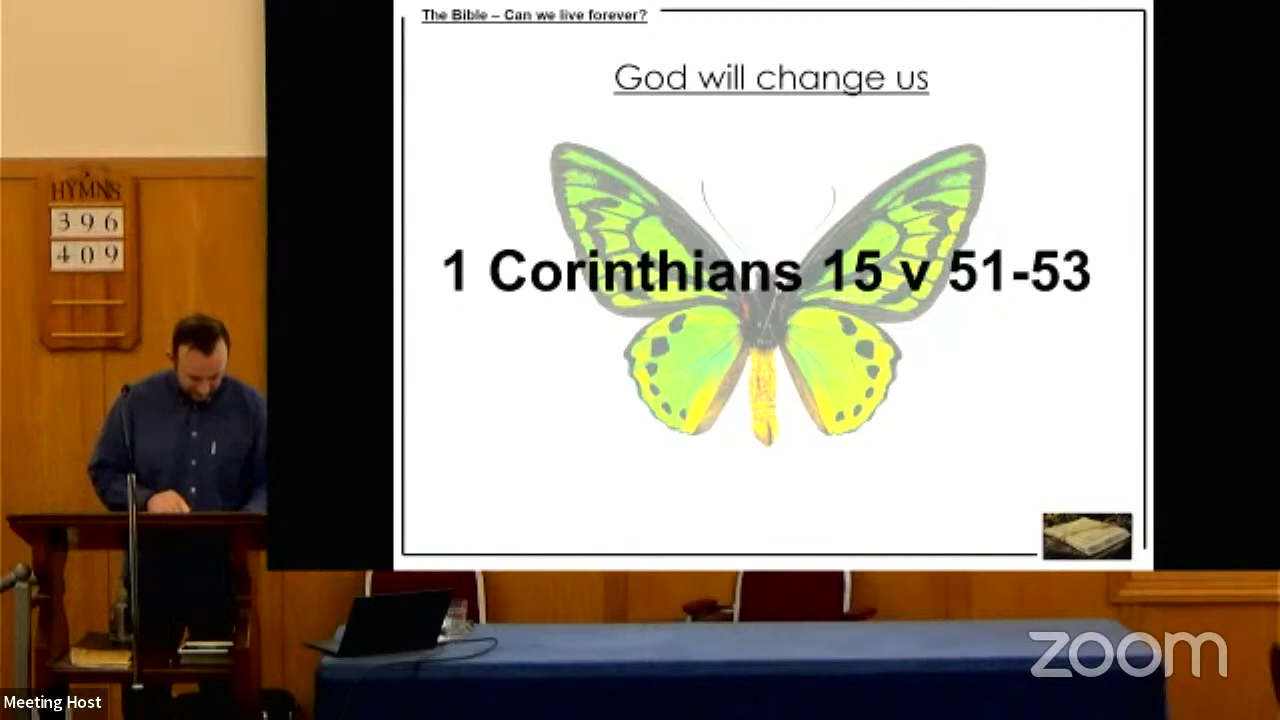 The Bible – Can we live forever?
God will change us
1 Corinthians 15 v 51-53
HYMNS
396
409
zoom
Meeting Host